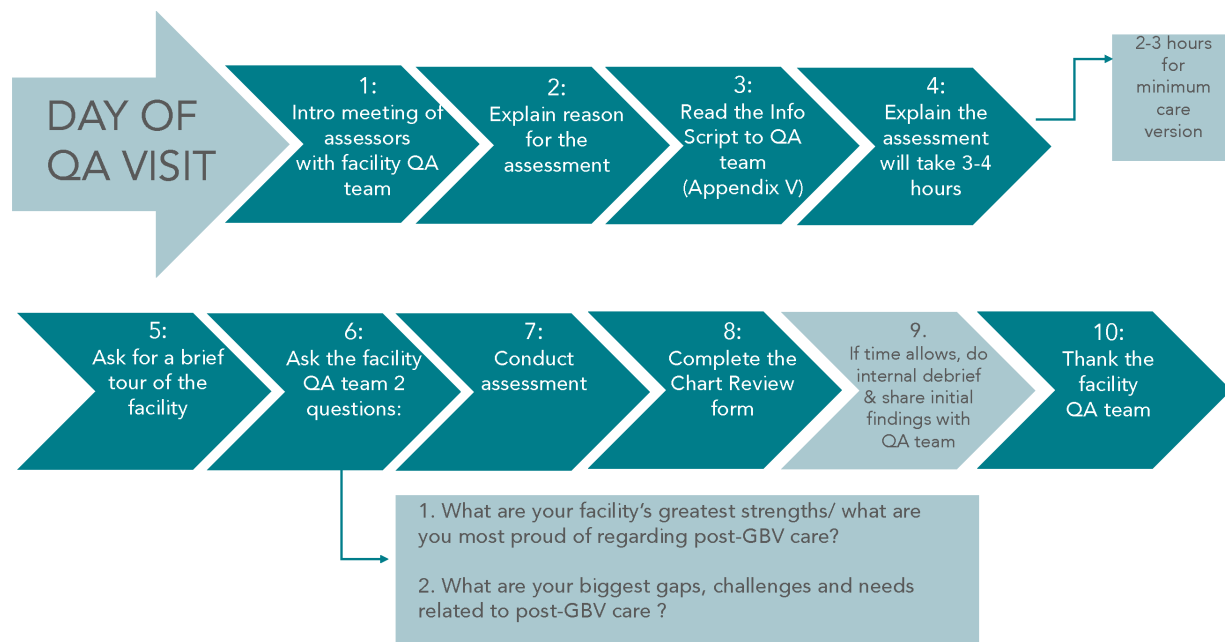 DAY OF
QA VISIT
1:
Intro meeting of
assessors
with facility QA
team
2:
Explain reason
for the
assessment
3:
Read the Info
Script to QA
team
(Appendix V)
4:
Explain the
assessment
will take 3-4
hours
2-3 hours
for
minimum
care
version
5:
Ask for a brief
tour of the
facility
6:
Ask the facility
QA team 2
questions:
7:
Conduct
assessment
8:
Complete the
Chart Review
form
9.
If time allows, do
internal debrief
& share initial
findings with
QA team
10:
Thank the
facility
QA team
1. What are your facility’s greatest strengths/ what are
you most proud of regarding post-GBV care?
2. What are your biggest gaps, challenges and needs
related to post-GBV care ?